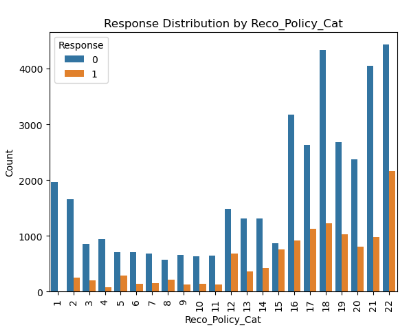 Response Distribution by Reco_Policy_Cat
Response
0
1
Count
4000
3000
2000
1000
0
1 2 3 4 5 6 7 8 9 10 11 12 13 14 15 16 17 18 19 20 21 22
Reco_Policy_Cat